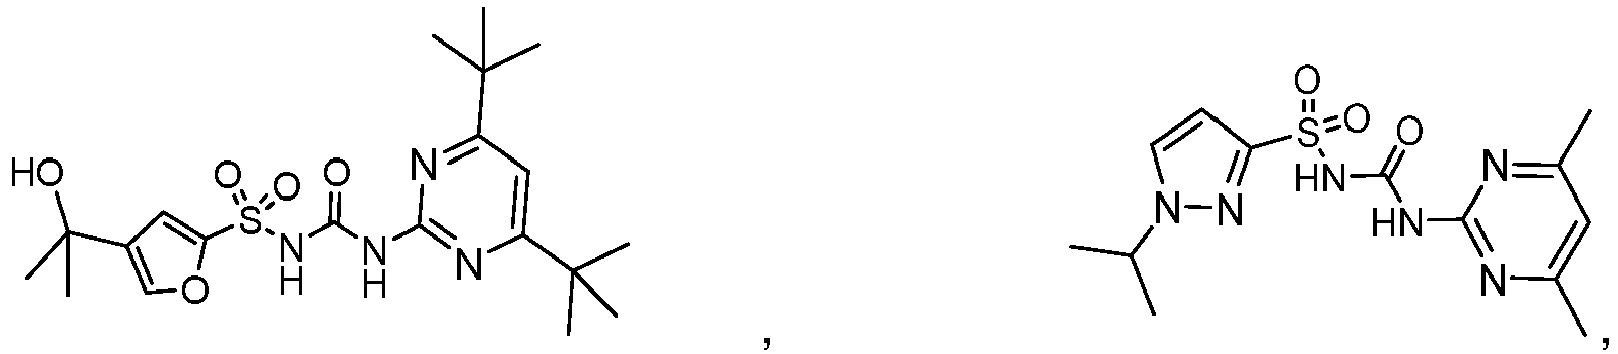 HO O O S O N H N H N N O ,
O O S HN O HN N N N N ,